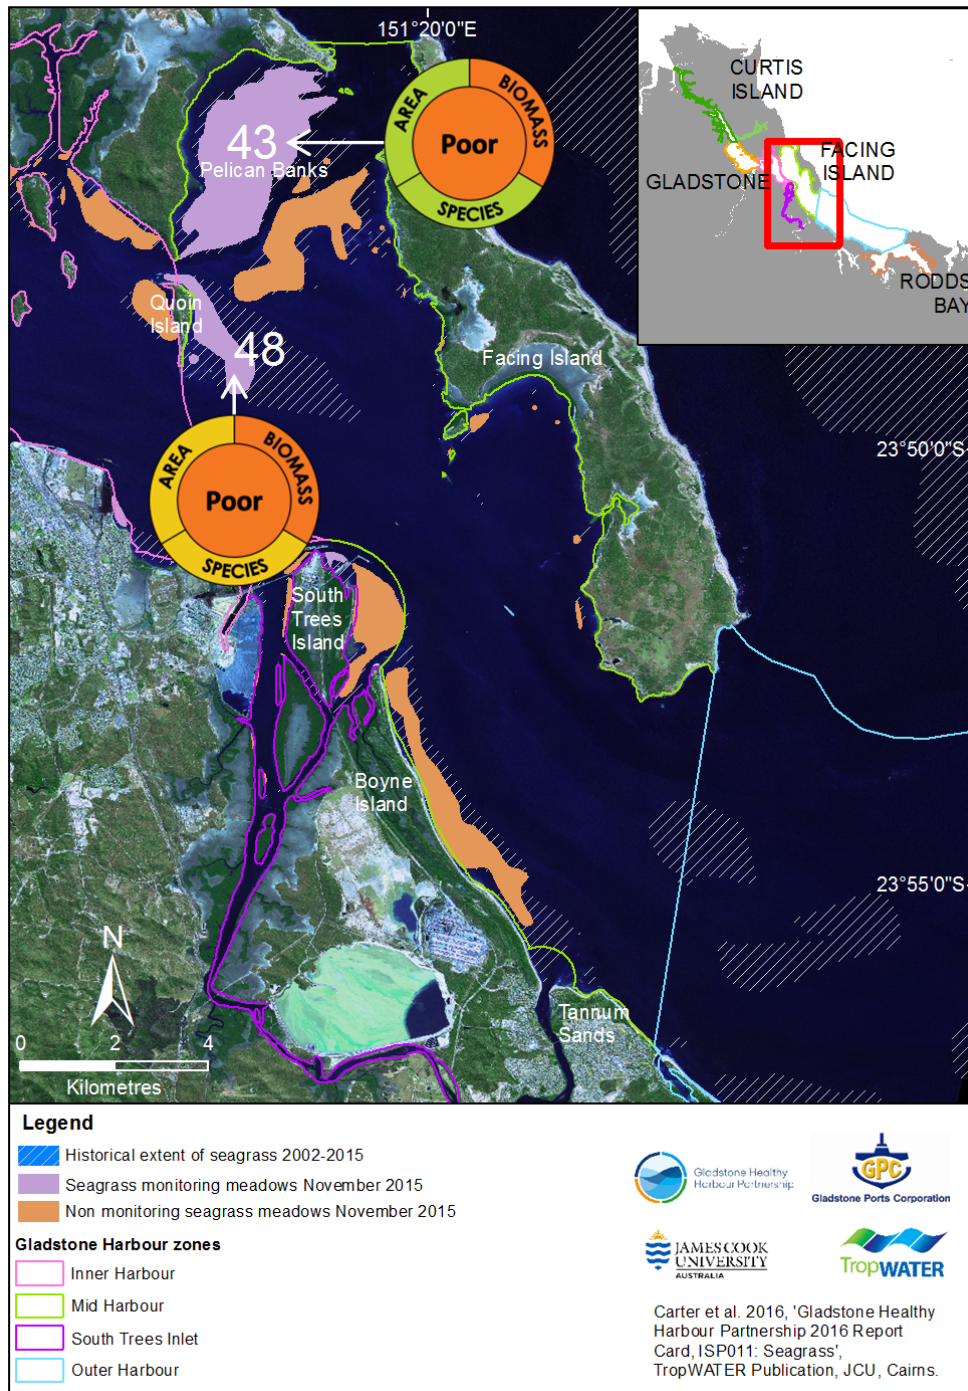 151°20'0"E
CURTIS
ISLAND
FACING
ISLAND
GLADSTONE
RODDS
BAY
AREA
BIOMASS
SPECIES
Poor
43
Pelican Banks
Quoin
Island
48
Facing Island
23°50'0"S
AREA
BIOMASS
SPECIES
Poor
South
Trees
Island
Boyne
Island
23°55'0"S
N
Tannum
Sands
0 2 4
Kilometres
Legend
Historical extent of seagrass 2002-2015
Seagrass monitoring meadows November 2015
Non monitoring seagrass meadows November 2015
Gladstone Harbour zones
Inner Harbour
Mid Harbour
South Trees Inlet
Outer Harbour
Gladstone Healthy
Harbour Partnership
GPC
Gladstone Ports Corporation
JAMES COOK
UNIVERSITY
AUSTRALIA
TropWATER
Carter et al. 2016, 'Gladstone Healthy
Harbour Partnership 2016 Report
Card, ISP011: Seagrass',
TropWATER Publication, JCU, Cairns.